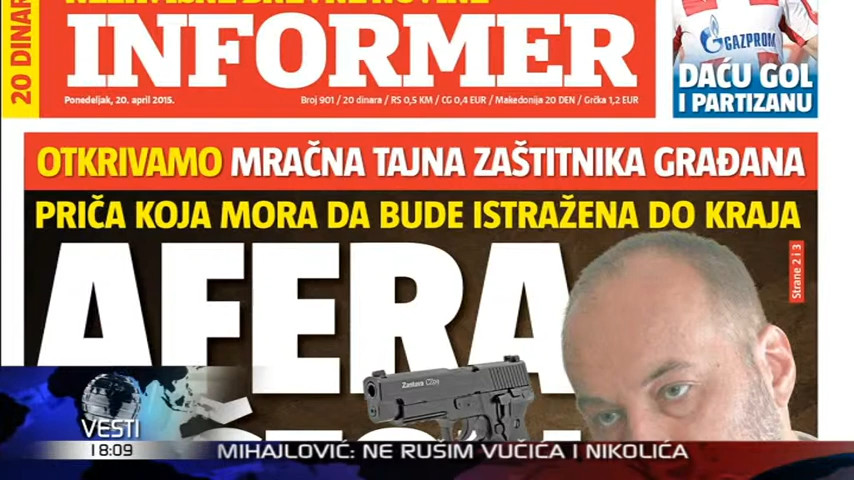 20 DINARA
INFORMER
Ponedeljak, 20. april 2015.
Broj 901 / 20 dinara / RS 0,5 KM / CG 0,4 EUR / Makedonija 20 DEN / Grčka 1,2 EUR
GAZPROM
DAĆU GOL
I PARTIZANU
OTKRIVAMO MRAČNA TAJNA ZAŠTITNIKA GRAĐANA
PRIČA KOJA MORA DA BUDE ISTRAŽENA DO KRAJA
Strane 2 i 3
AFERA
Zastava
VESTI
18:09
MIHAJLOVIĆ: NE RUŠIM VUČIĆA I NIKOLIĆA